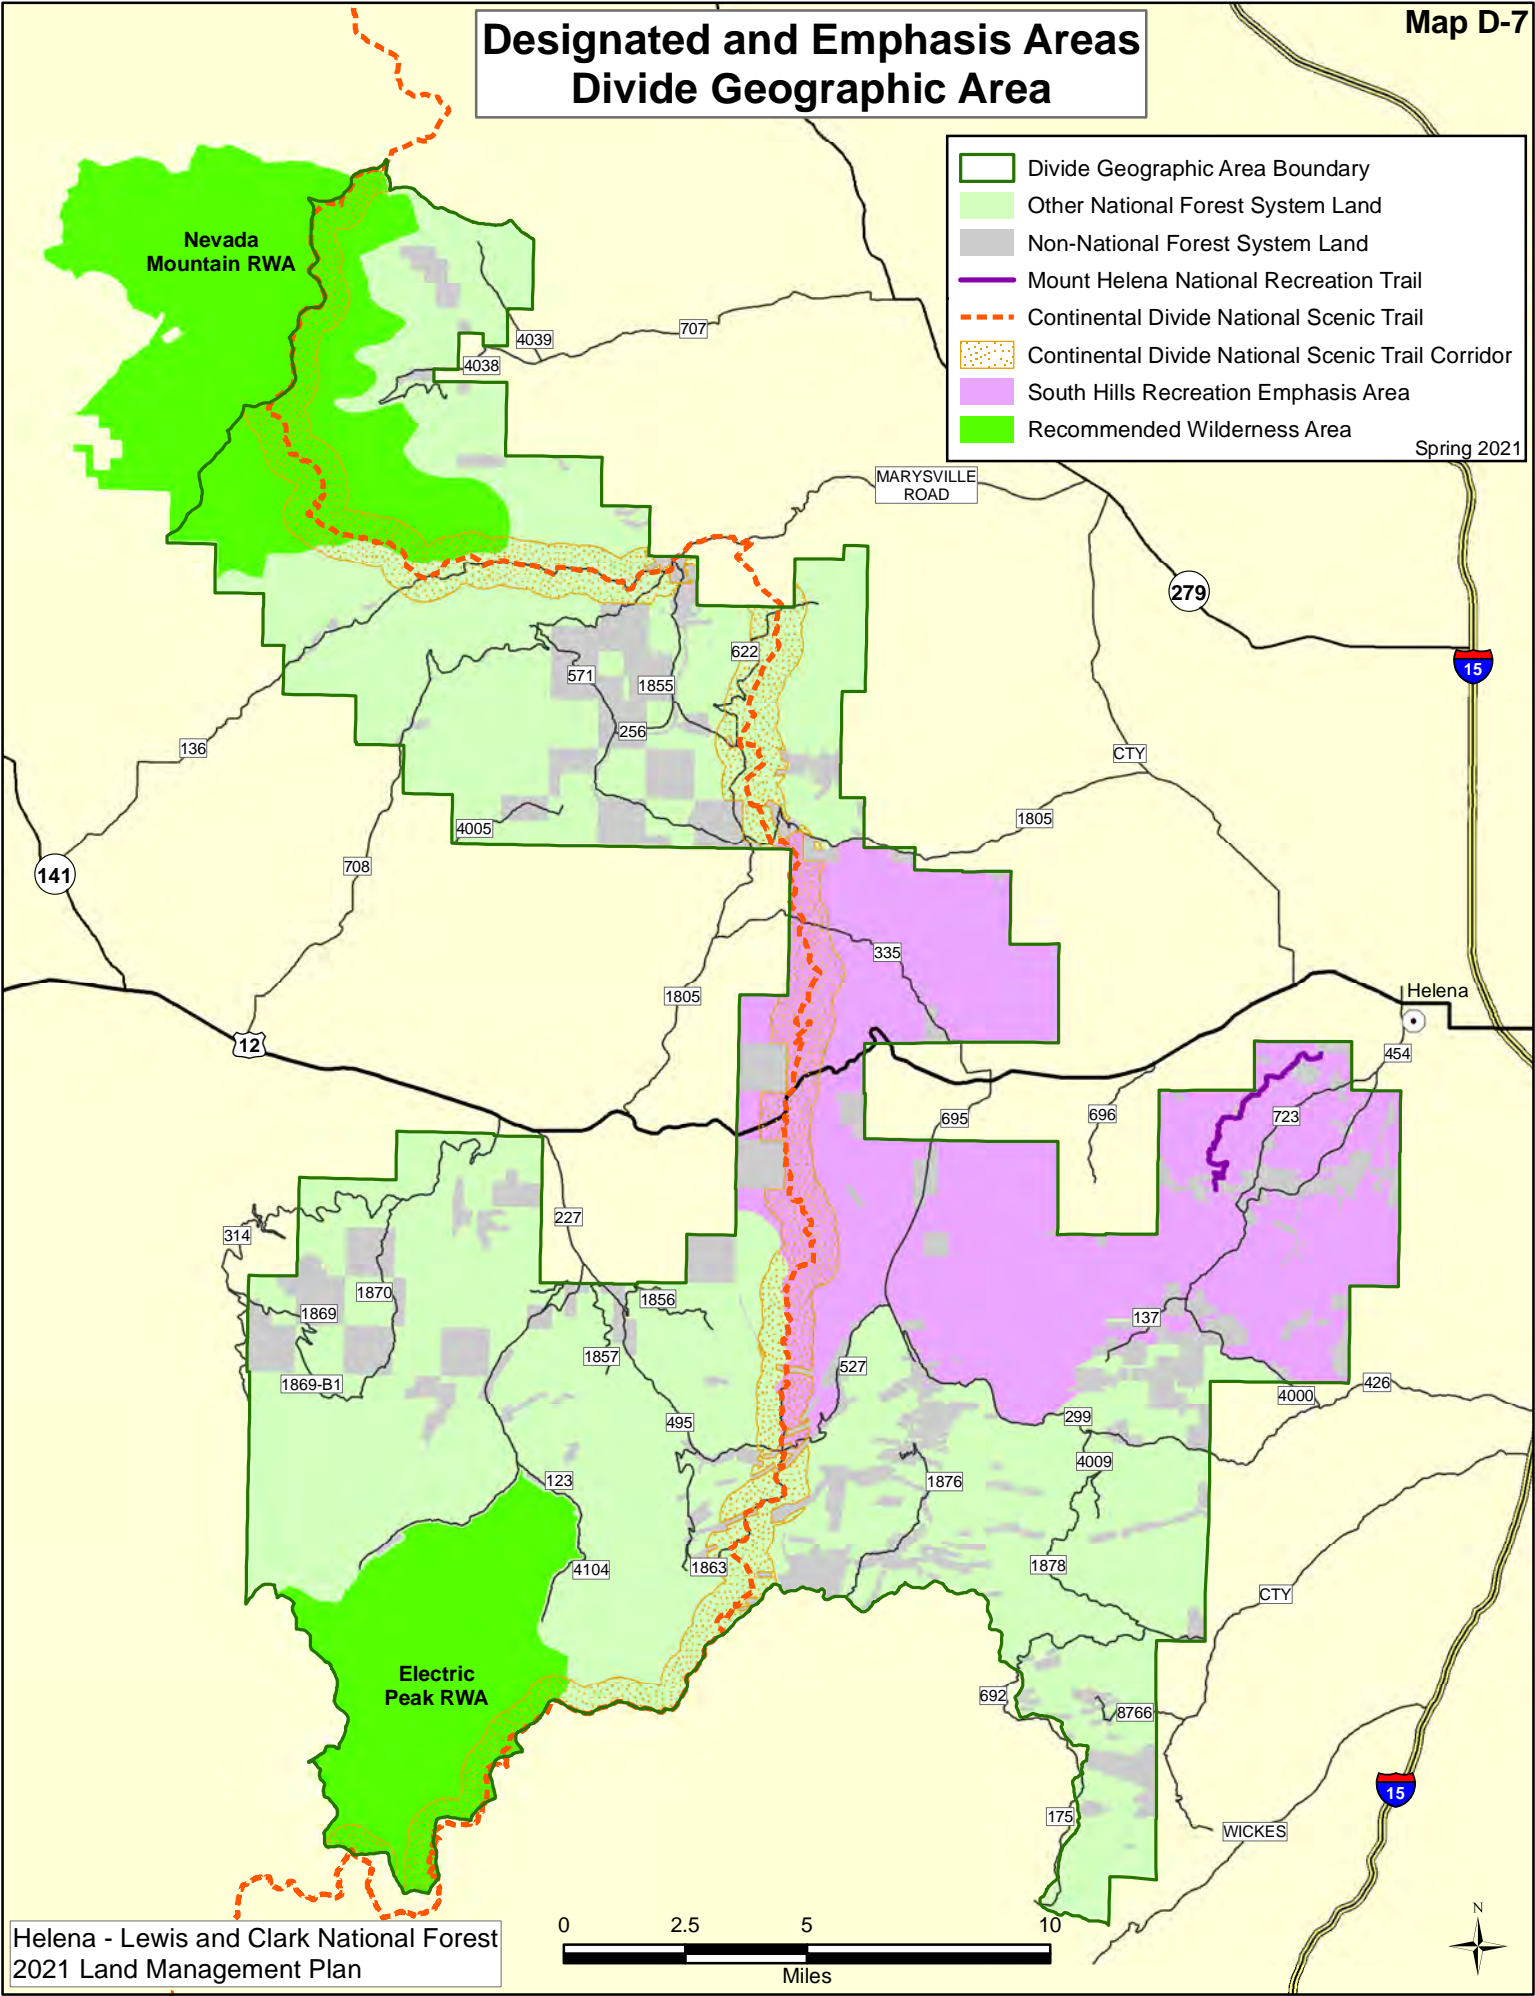 Map D-7
Designated and Emphasis Areas
Divide Geographic Area
Divide Geographic Area Boundary
Other National Forest System Land
Non-National Forest System Land
Mount Helena National Recreation Trail
Continental Divide National Scenic Trail
Continental Divide National Scenic Trail Corridor
South Hills Recreation Emphasis Area
Recommended Wilderness Area
Spring 2021
Nevada
Mountain RWA
707
4039
4038
MARYSVILLE
ROAD
279
622
15
571
1855
256
136
CTY
1805
4005
708
141
335
1805
Helena
12
454
695
696
723
227
314
1870
1856
1869
137
1857
527
1869-B1
426
4000
299
495
4009
123
1876
1878
4104
1863
CTY
Electric
Peak RWA
692
8766
15
175
WICKES
N
0
2.5
5
10
Miles
Helena - Lewis and Clark National Forest
2021 Land Management Plan